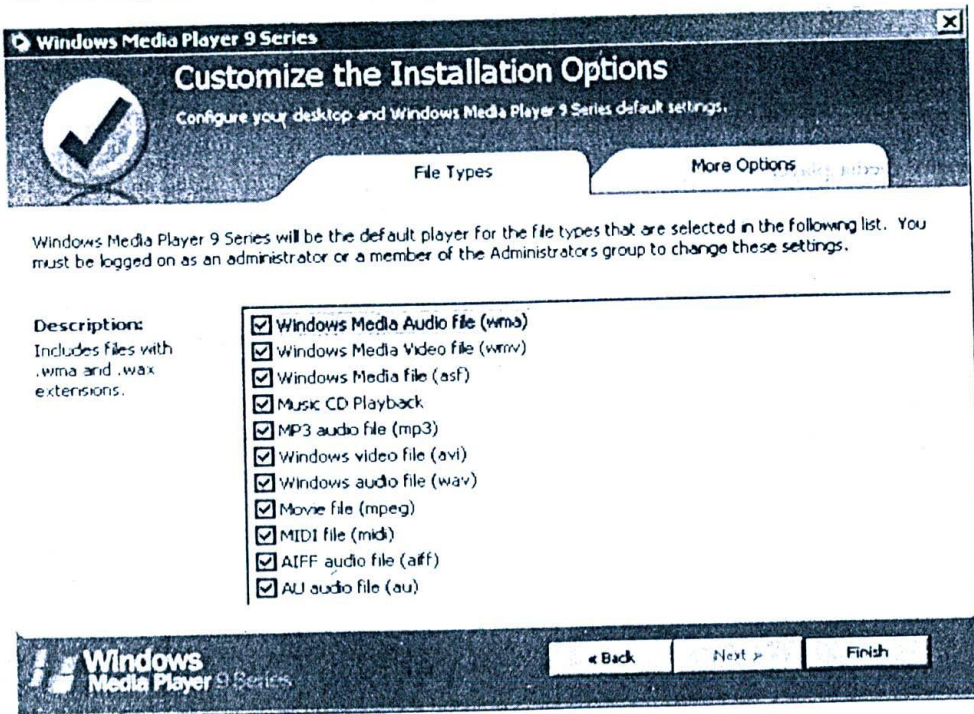 Windows Media Player 9 Series
Customize the Installation Options
Configure your desktop and Windows Media Player 9 Series default settings.
File Types
More Options
Windows Media Player 9 Series will be the default player for the file types that are selected in the following list. You
must be logged on as an administrator or a member of the Administrators group to change these settings.
Description:
Includes files with
.wma and .wax
extensions.
Windows Media Audio file (wma)
Windows Media Video file (wmv)
Windows Media file (asf)
Music CD Playback
MP3 audio file (mp3)
Windows video file (avi)
Windows audio file (wav)
Movie file (mpeg)
MIDI file (midi)
AIFF audio file (aiff)
AU audio file (au)
Windows
Media Player 9 Series
« Back
Next »
Finish